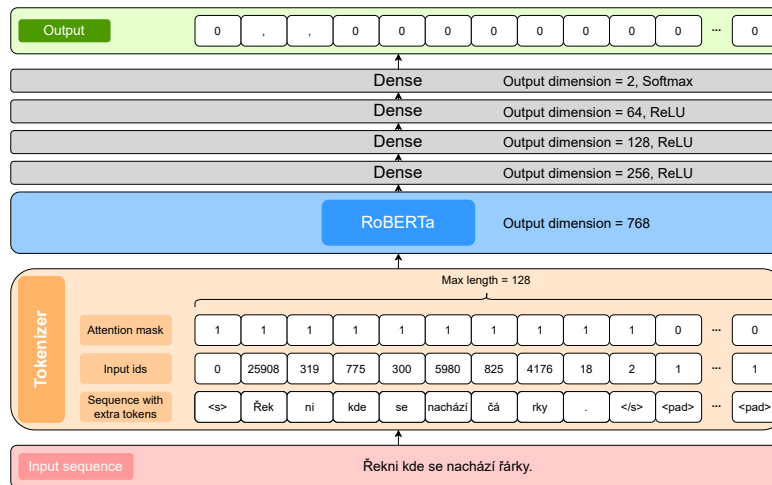 Output 0 , , 0 0 0 0 0 0 0 0 ... 0
Dense Output dimension = 2, Softmax
Dense Output dimension = 64, ReLU
Dense Output dimension = 128, ReLU
Dense Output dimension = 256, ReLU
RoBERTa Output dimension = 768
Tokenizer
Max length = 128
Attention mask 1 1 1 1 1 1 1 1 1 1 0 ... 0
Input ids 0 25908 319 775 300 5980 825 4176 18 2 1 ... 1
Sequence with
extra tokens <s> Řek ni kde se nachází čá rky . </s> <pad> ... <pad>
Input sequence Řekni kde se nachází řárky.